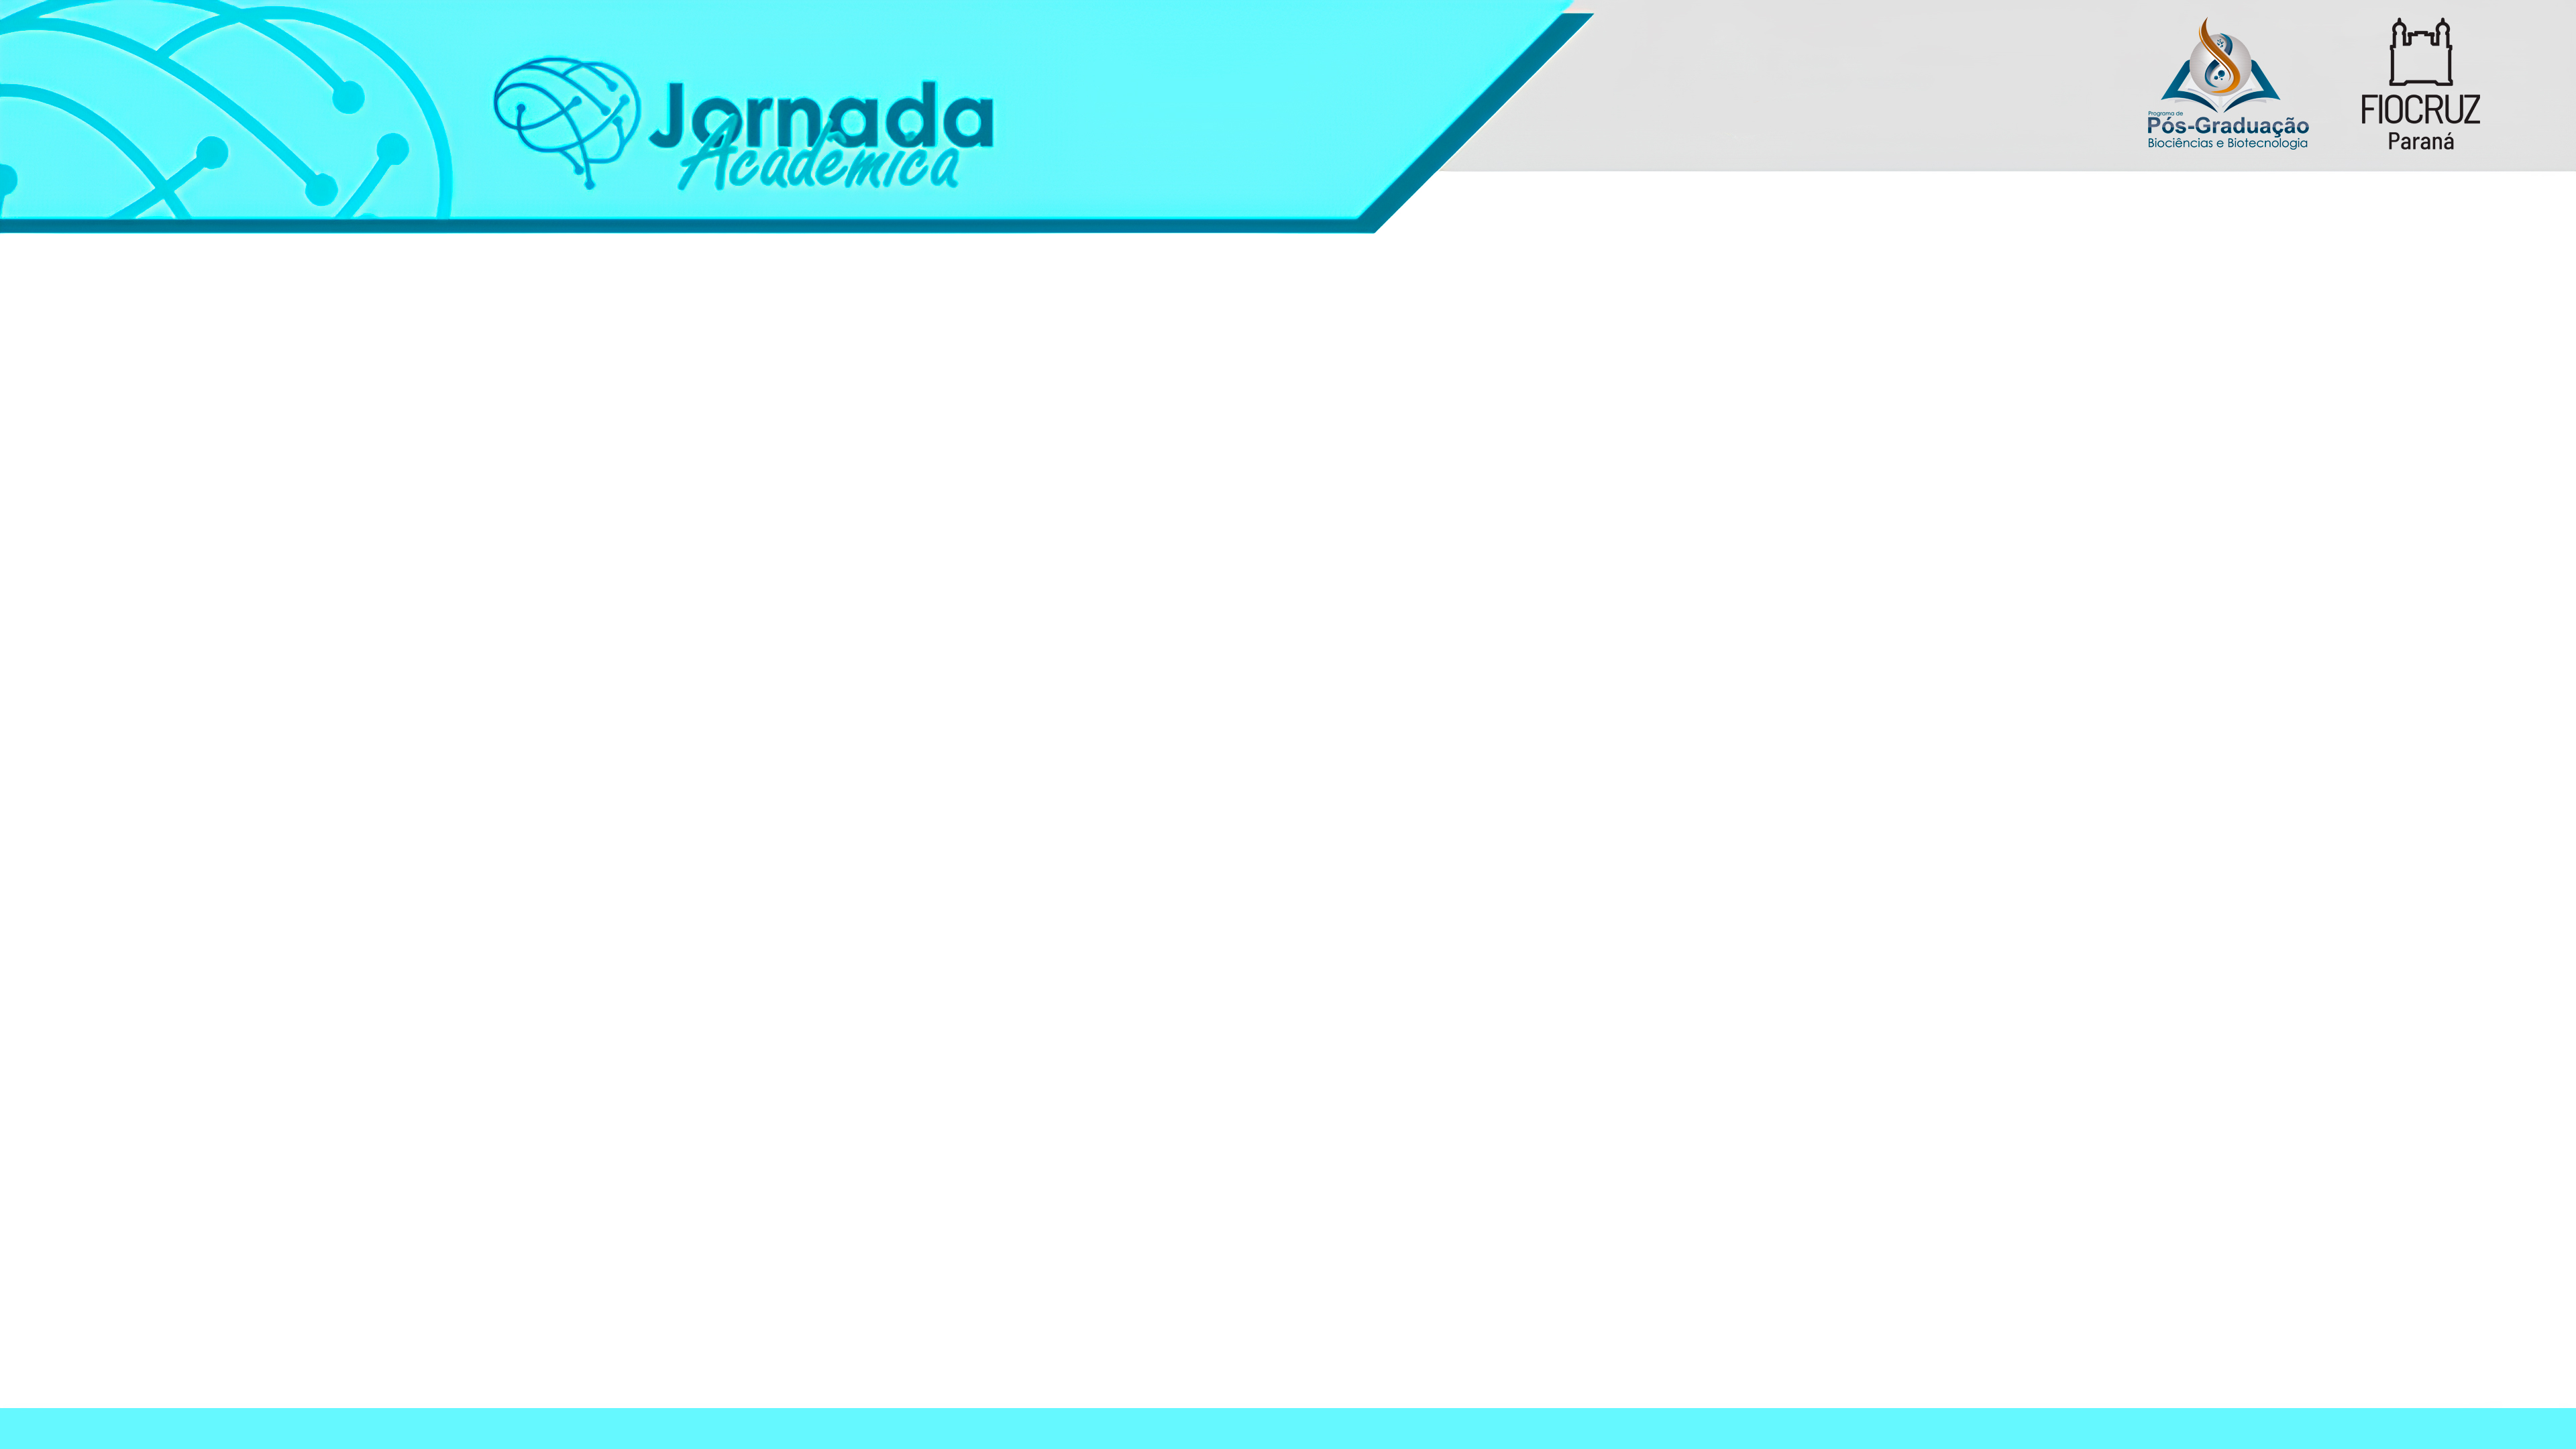 Jornada
Acadêmica
Programa de
Pós-Graduação
Biociências e Biotecnologia
FIOCRUZ
Paraná